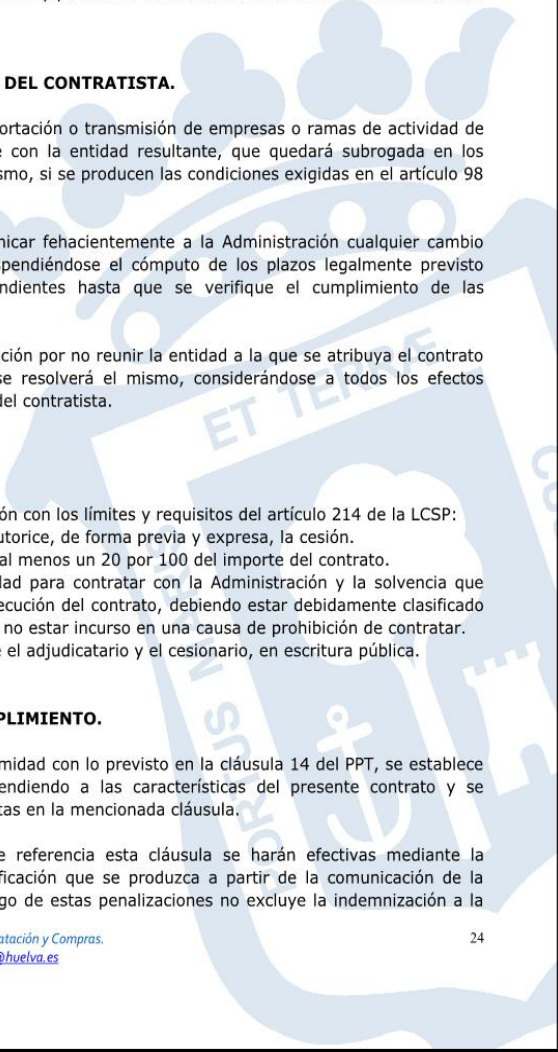 DEL CONTRATISTA.
ortación o transmisión de empresas o ramas de actividad de
con la entidad resultante, que quedará subrogada en los
smo, si se producen las condiciones exigidas en el artículo 98
nicar fehacientemente a la Administración cualquier cambio
spendiéndose el cómputo de los plazos legalmente previsto
ndientes hasta que se verifique el cumplimiento de las
ción por no reunir la entidad a la que se atribuya el contrato
se resolverá el mismo, considerándose a todos los efectos
del contratista.
ón con los límites y requisitos del artículo 214 de la LCSP:
utorice, de forma previa y expresa, la cesión.
al menos un 20 por 100 del importe del contrato.
dad para contratar con la Administración y la solvencia que
ecución del contrato, debiendo estar debidamente clasificado
no estar incurso en una causa de prohibición de contratar.
e el adjudicatario y el cesionario, en escritura pública.
PLIMIENTO.
midad con lo previsto en la cláusula 14 del PPT, se establece
endiendo a las características del presente contrato y se
tas en la mencionada cláusula.
e referencia esta cláusula se harán efectivas mediante la
ificación que se produzca a partir de la comunicación de la
go de estas penalizaciones no excluye la indemnización a la
atación y Compras.
24
@huelva.es
PORTUS MARIS
ET TERRÆ
CU